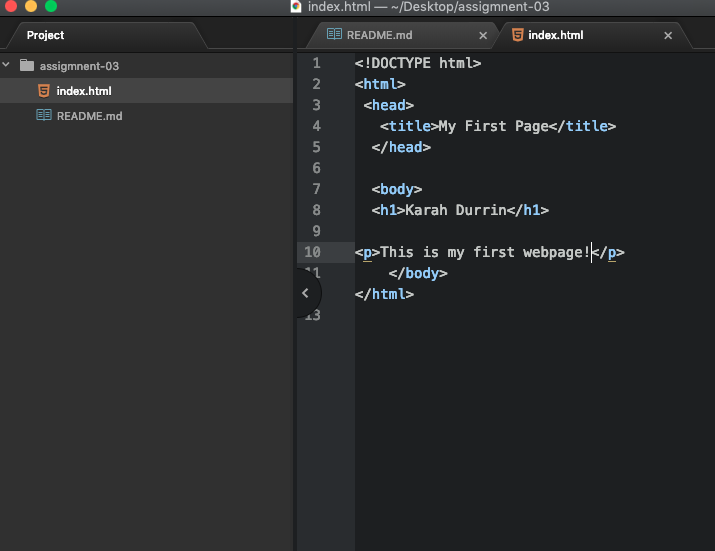 index.html — ~/Desktop/assigmnent-03
Project
README.md
index.html
assigmnent-03
index.html
README.md
1 <!DOCTYPE html>
2 <html>
3 <head>
4 <title>My First Page</title>
5 </head>
6
7 <body>
8 <h1>Karah Durrin</h1>
9
10 <p>This is my first webpage!</p>
11 </body>
</html>
13